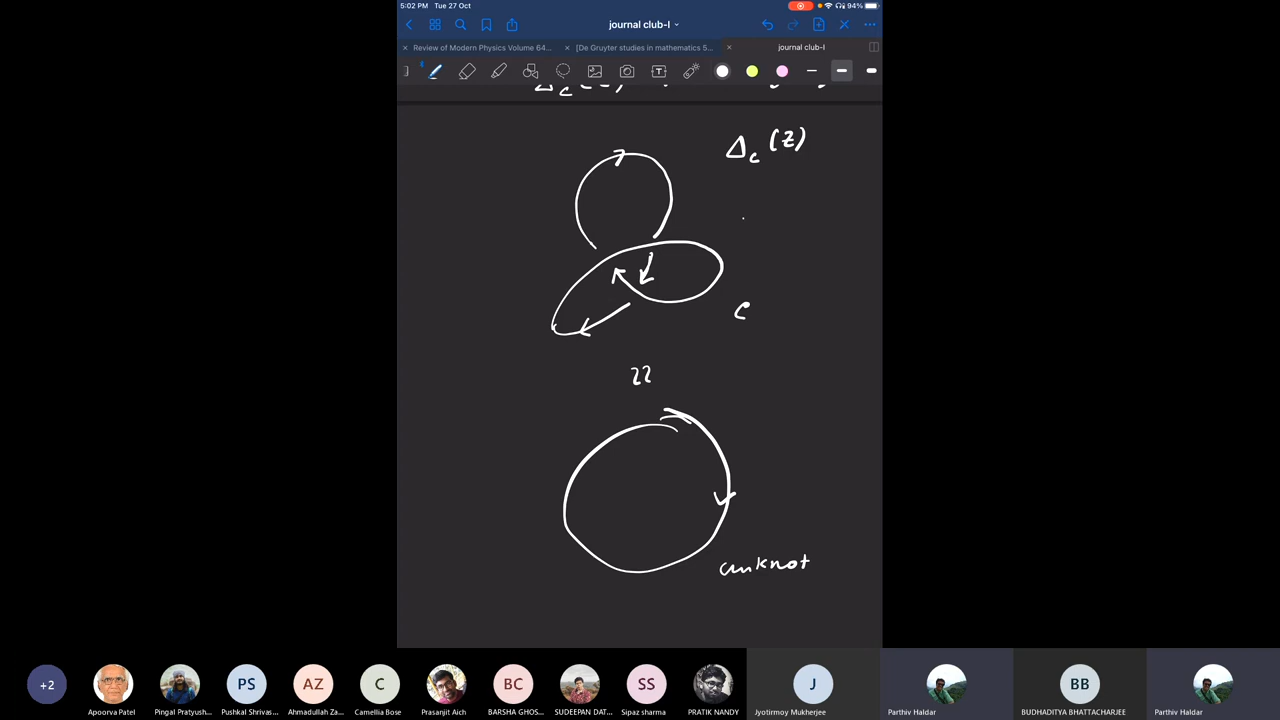 5:02 PM Tue 27 Oct
94%
journal club-I
Review of Modern Physics Volume 64...
[De Gruyter studies in mathematics 5...
journal club-I
Δc (z)
c
unknot
+2
Apoorva Patel
Pingal Pratyush...
PS
Pushkal Shrivas...
AZ
Ahmadullah Za...
C
Camellia Bose
Prasanjit Aich
BC
BARSHA GHOS...
SUDEEPAN DAT...
SS
Sipaz sharma
PRATIK NANDY
J
Jyotirmoy Mukherjee
Parthiv Haldar
BB
BUDHADITYA BHATTACHARJEE
Parthiv Haldar